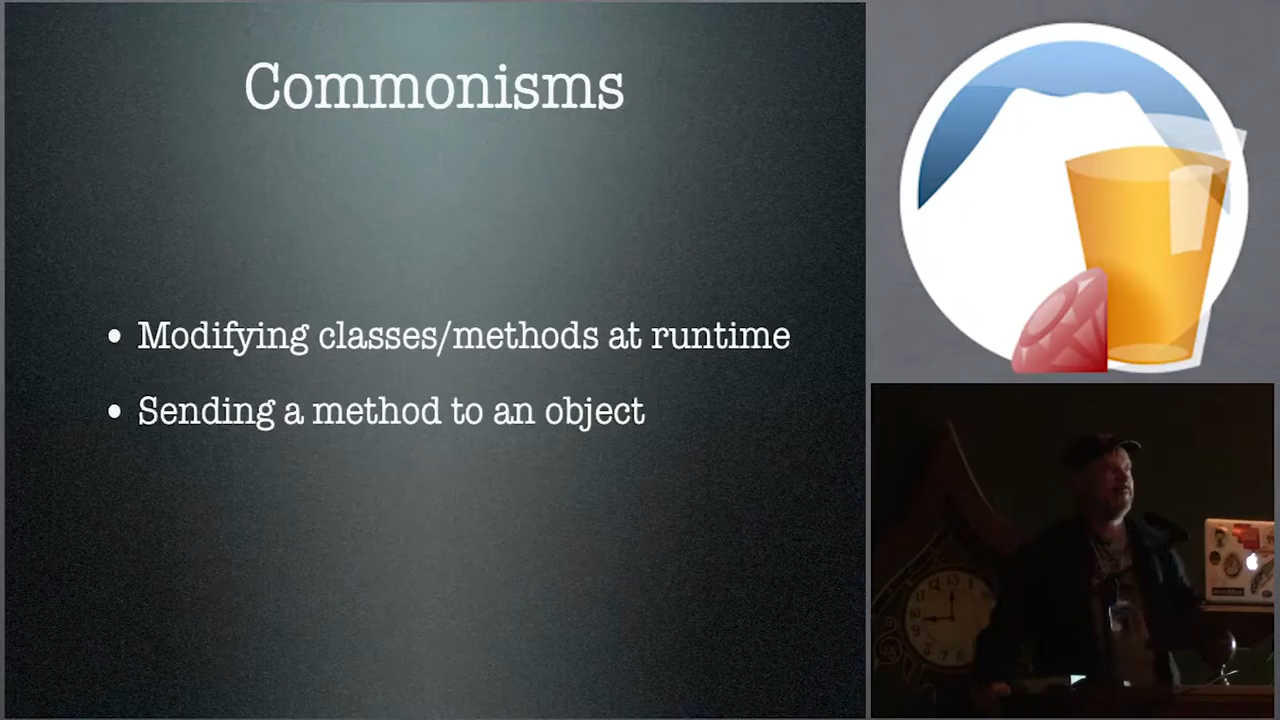 Commonisms
• Modifying classes/methods at runtime
• Sending a method to an object